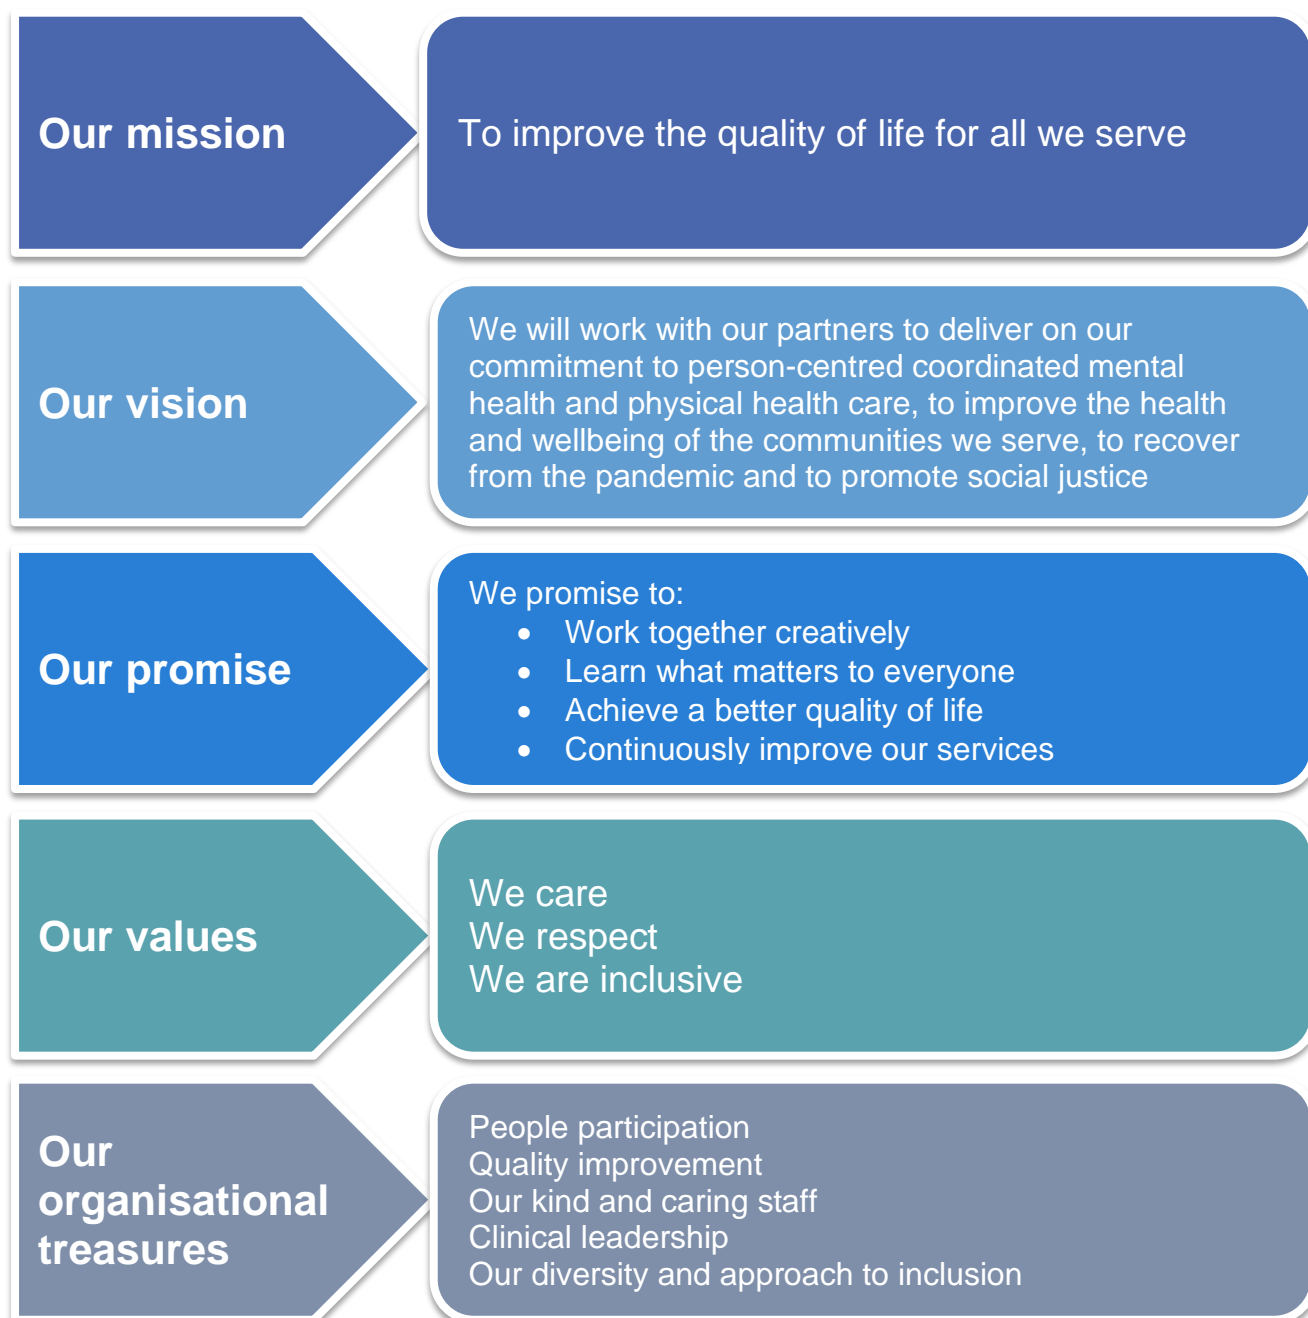 Our mission
To improve the quality of life for all we serve
Our vision
We will work with our partners to deliver on our
commitment to person-centred coordinated mental
health and physical health care, to improve the health
and wellbeing of the communities we serve, to recover
from the pandemic and to promote social justice
Our promise
We promise to:
• Work together creatively
• Learn what matters to everyone
• Achieve a better quality of life
• Continuously improve our services
Our values
We care
We respect
We are inclusive
Our
organisational
treasures
People participation
Quality improvement
Our kind and caring staff
Clinical leadership
Our diversity and approach to inclusion